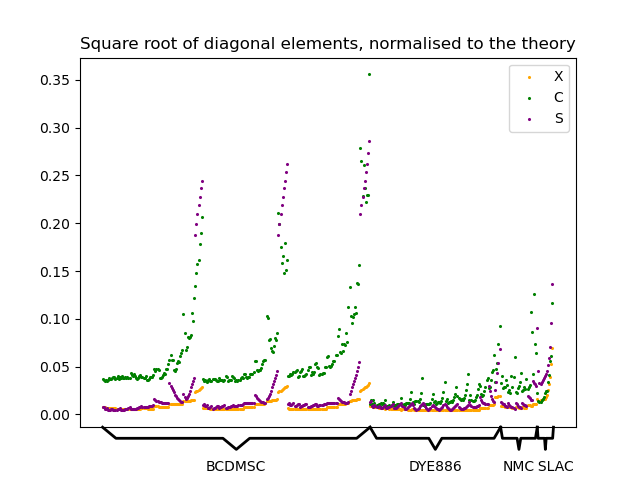 Square root of diagonal elements, normalised to the theory
X
C
S
0.35
0.30
0.25
0.20
0.15
0.10
0.05
0.00
BCDMSC
DYE886
NMC
SLAC